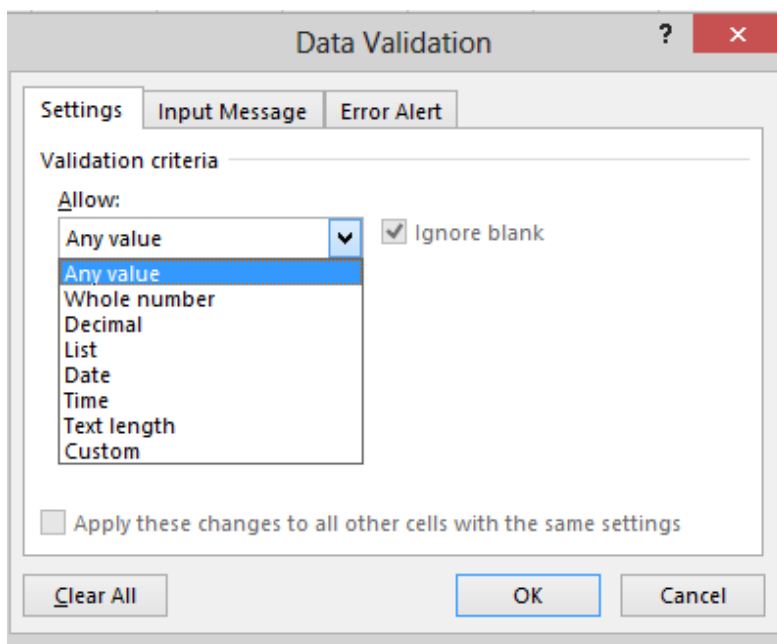 Data Validation ?
Settings Input Message Error Alert
Validation criteria
Allow:
Any value Ignore blank
Any value
Whole number
Decimal
List
Date
Time
Text length
Custom
Apply these changes to all other cells with the same settings
Clear All OK Cancel